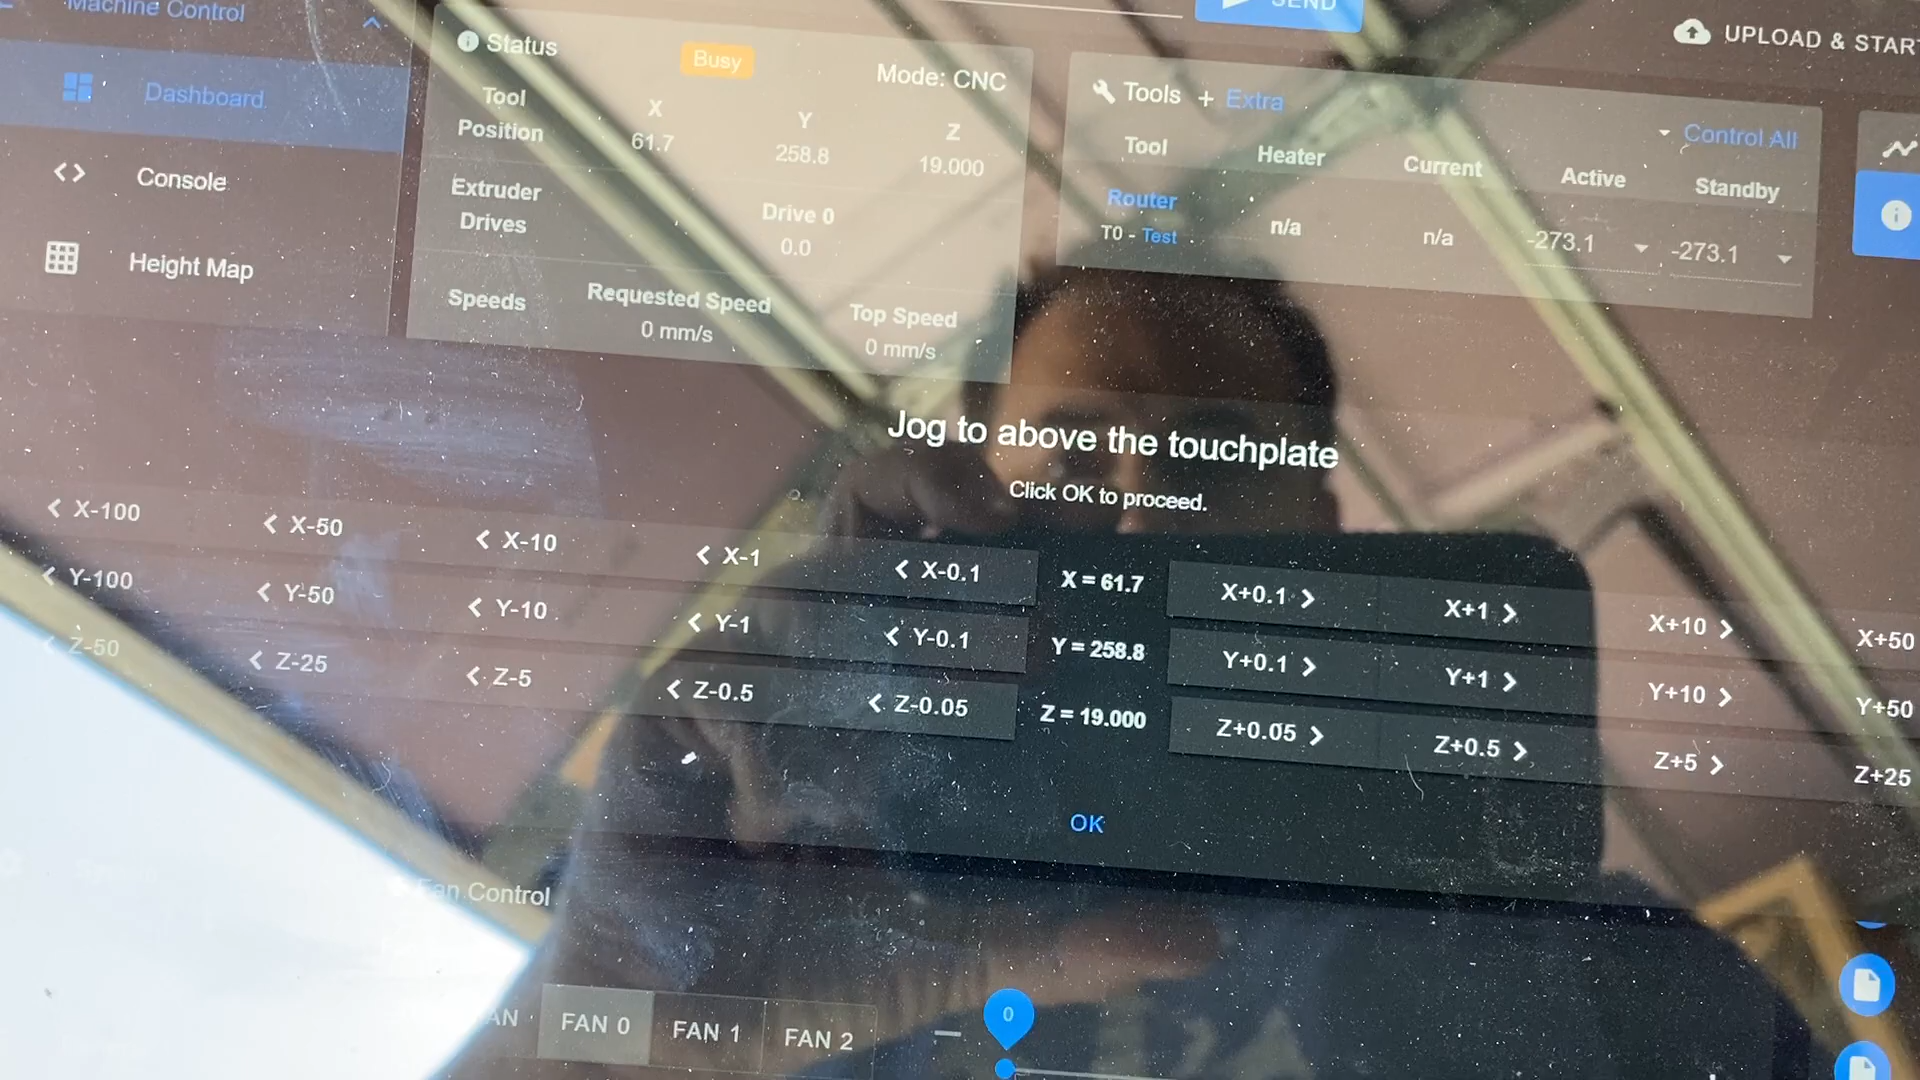 Machine Control
SEND
UPLOAD & START
Dashboard
Console
Height Map
Status
Busy
Mode: CNC
Tool
Position
X
61.7
Y
258.8
Z
19.000
Extruder
Drives
Drive 0
0.0
Speeds
Requested Speed
0 mm/s
Top Speed
0 mm/s
Tools + Extra
Control All
Tool
Heater
Current
Active
Standby
Router
T0 - Test
n/a
n/a
-273.1
-273.1
Jog to above the touchplate
Click OK to proceed.
X-100 X-50 X-10 X-1 X-0.1 X = 61.7 X+0.1 X+1 X+10 X+50
Y-100 Y-50 Y-10 Y-1 Y-0.1 Y = 258.8 Y+0.1 Y+1 Y+10 Y+50
Z-50 Z-25 Z-5 Z-0.5 Z-0.05 Z = 19.000 Z+0.05 Z+0.5 Z+5 Z+25
OK
Fan Control
FAN 0 FAN 1 FAN 2
0